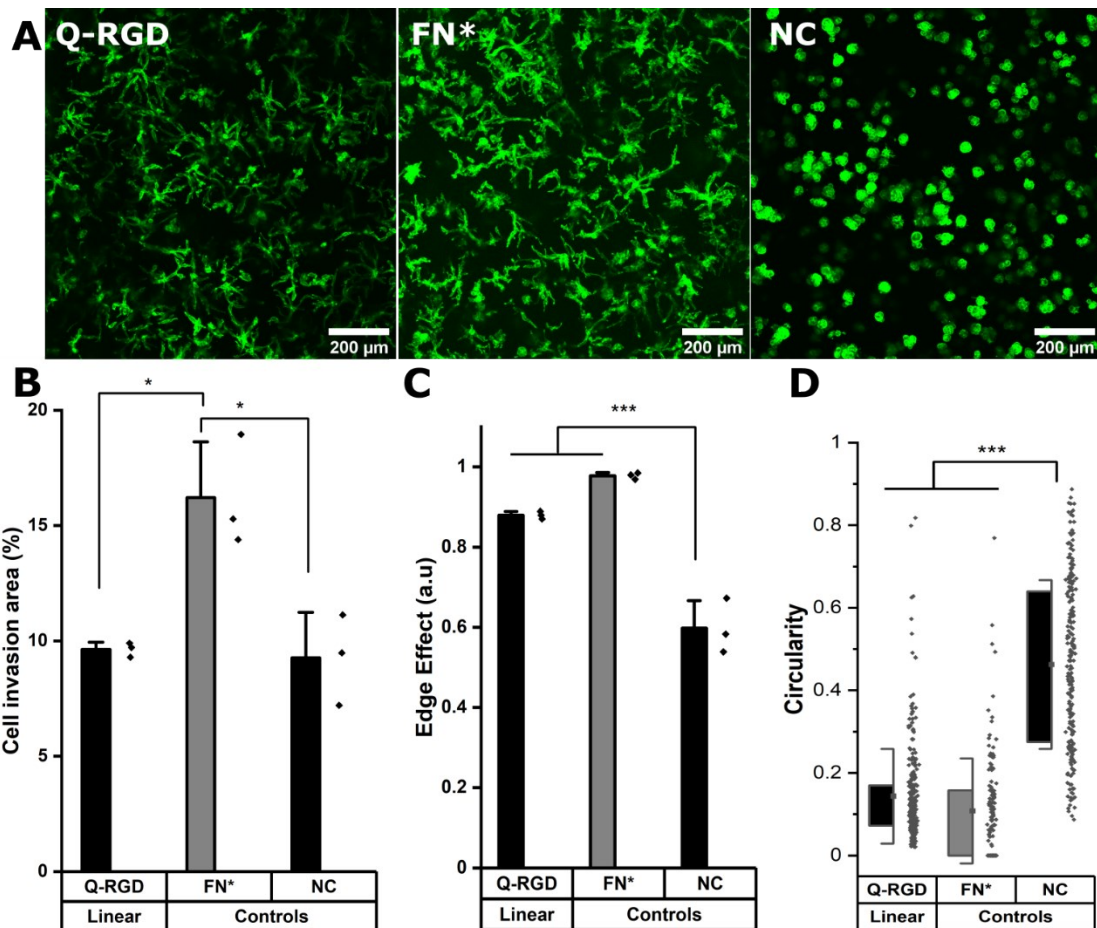 A Q-RGD FN* NC
200 µm 200 µm 200 µm
B
* *
20
15
10
5
0
Cell invasion area (%)
Q-RGD FN* NC
Linear Controls
C
***
1
0.8
0.6
0.4
0.2
0
Edge Effect (a.u)
Q-RGD FN* NC
Linear Controls
D
***
1
0.8
0.6
0.4
0.2
0
Circularity
Q-RGD FN* NC
Linear Controls